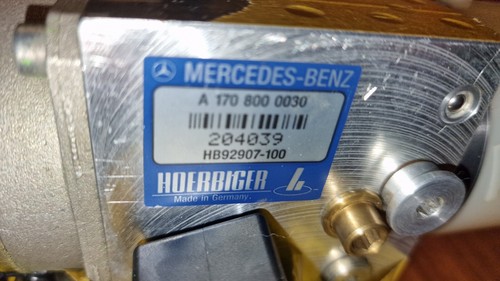 MERCEDES-BENZ
A 170 800 0030
204039
HB92907-100
HOERBIGER
Made in Germany.